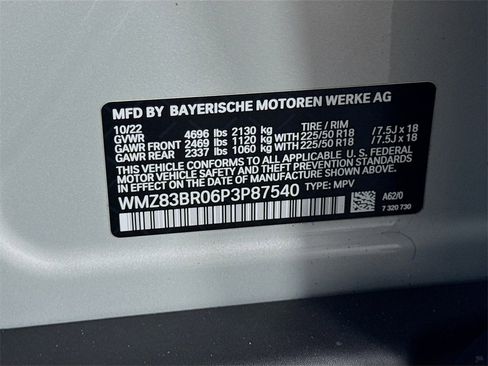 MFD BY BAYERISCHE MOTOREN WERKE AG
10/22 TIRE / RIM
GVWR 4696 lbs 2130 kg
GAWR FRONT 2469 lbs 1120 kg WITH 225/50 R18 / 7.5J x 18
GAWR REAR 2337 lbs 1060 kg WITH 225/50 R18 / 7.5J x 18
THIS VEHICLE CONFORMS TO ALL APPLICABLE U. S. FEDERAL
MOTOR VEHICLE SAFETY STANDARDS IN EFFECT ON THE
DATE OF MANUFACTURE SHOWN ABOVE.
WMZ83BR06P3P87540 TYPE: MPV
A62/0
7 320 730